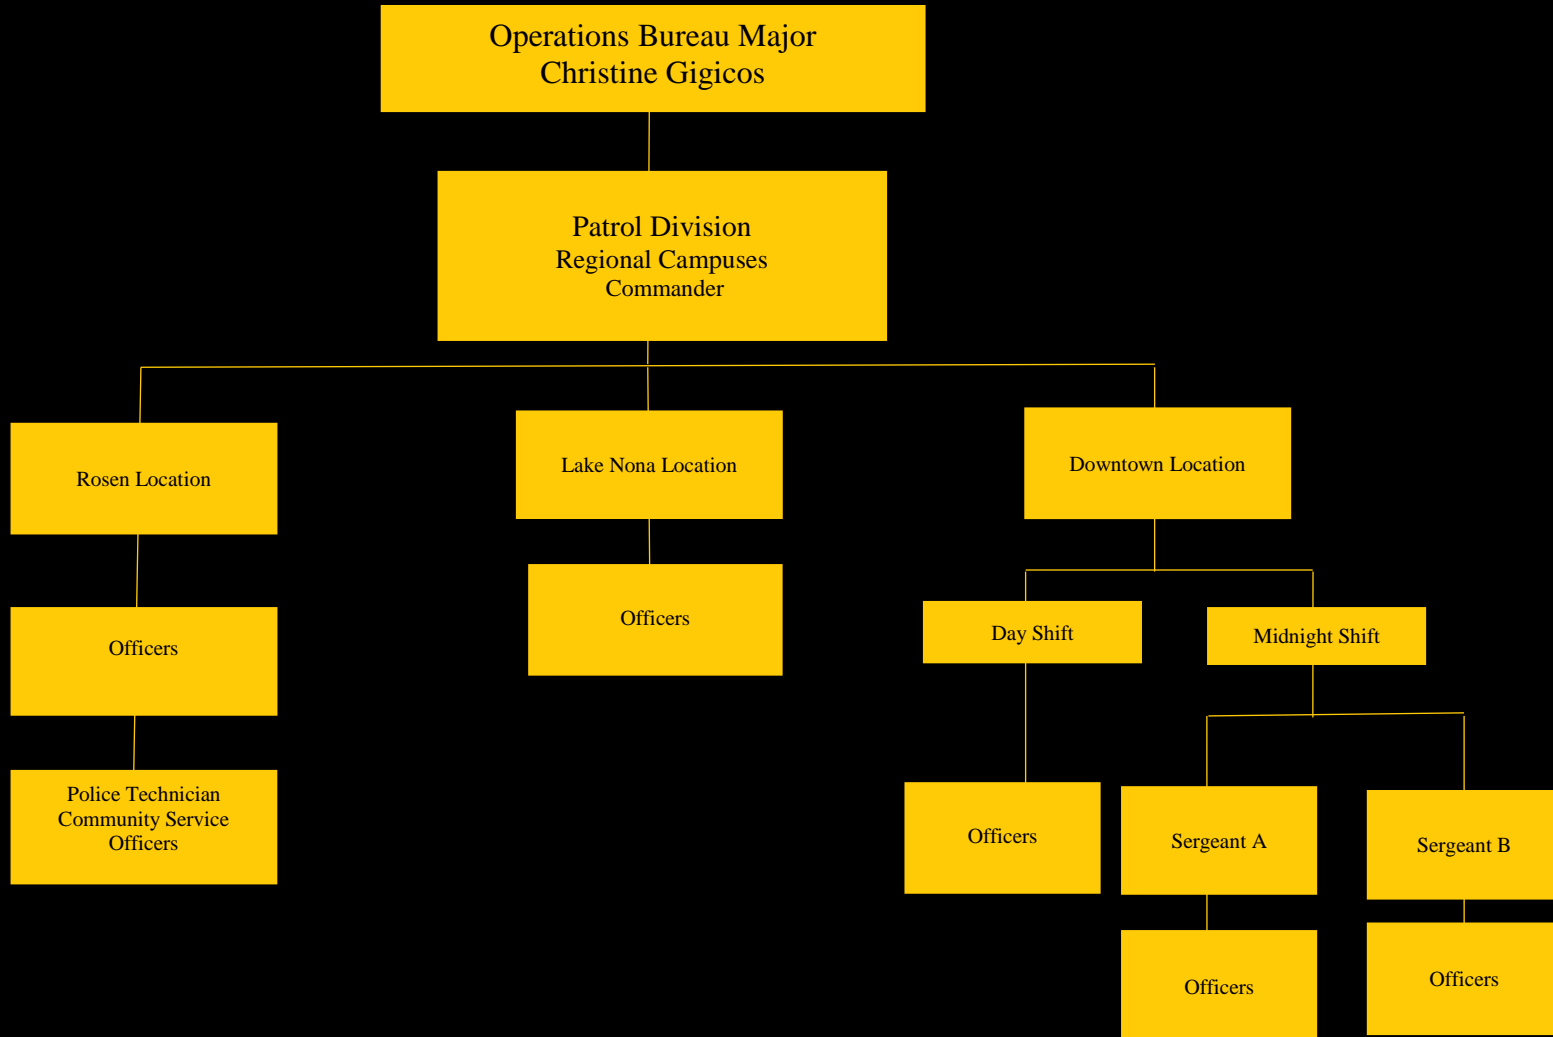 Operations Bureau Major
Christine Gigicos
Patrol Division
Regional Campuses
Commander
Rosen Location
Lake Nona Location
Downtown Location
Officers
Officers
Day Shift
Midnight Shift
Police Technician
Community Service
Officers
Officers
Sergeant A
Sergeant B
Officers
Officers